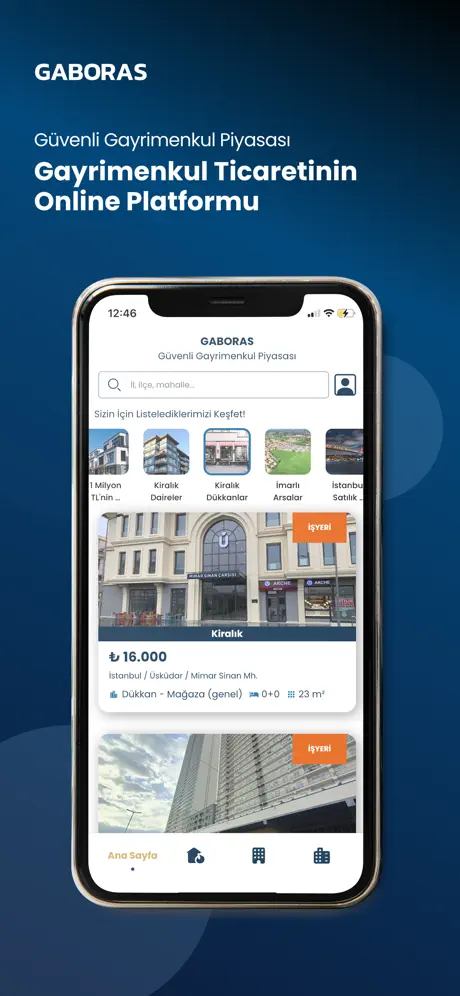 GABORAS
Güvenli Gayrimenkul Piyasası
Gayrimenkul Ticaretinin
Online Platformu
12:46
GABORAS
Güvenli Gayrimenkul Piyasası
İl, ilçe, mahalle...
Sizin İçin Listelediklerimizi Keşfet!
1 Milyon
TL'nin ...
Kiralık
Daireler
Kiralık
Dükkanlar
İmarlı
Arsalar
İstanbu
Satılık ..
İŞYERİ
MİMAR SİNAN ÇARŞISI
ARCHE
ARCHE
Kiralık
₺ 16.000
İstanbul / Üsküdar / Mimar Sinan Mh.
Dükkan - Mağaza (genel) 0+0 23 m²
İŞYERİ
Ana Sayfa